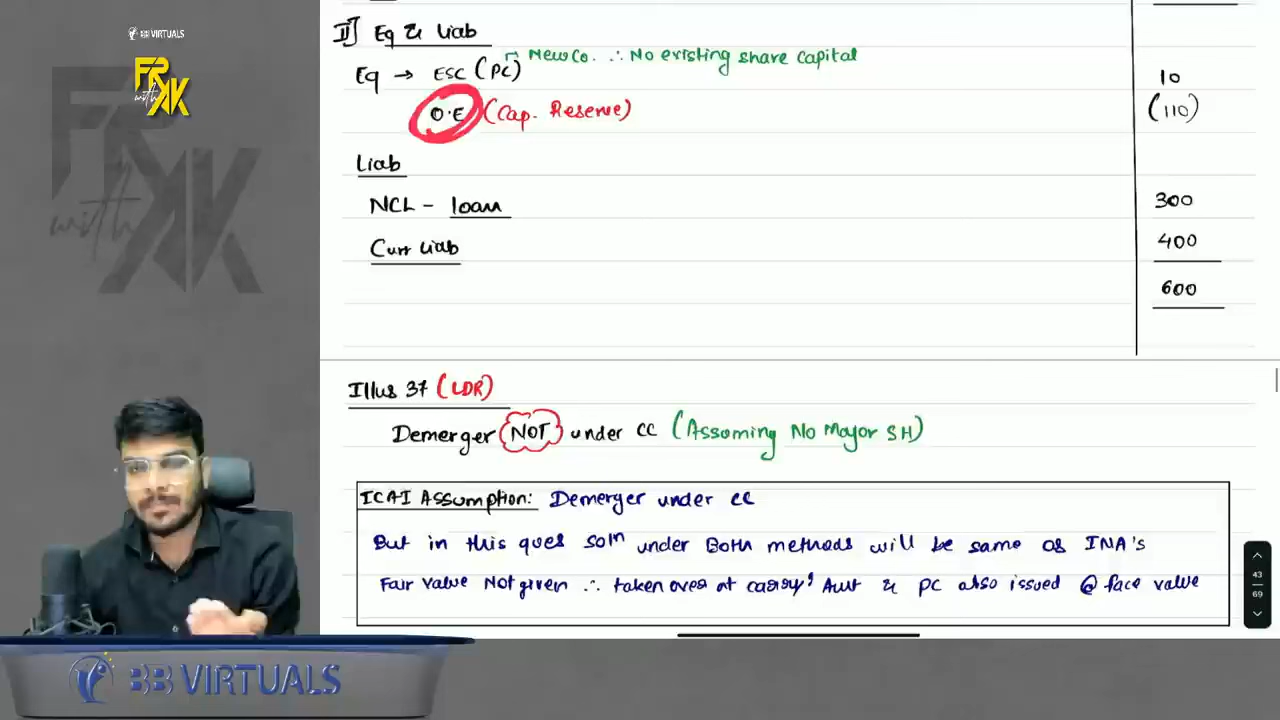 BB VIRTUALS
FR
with
AK
II] Eq & Liab
Eq → ESC (PC) → New Co. ∴ No existing share capital 10
O.E (Cap. Reserve) (110)
Liab
NCL - loan 300
Curr Liab 400
600
Illus 37 (LDR)
Demerger NOT under CC (Assuming No Major SH)
ICAI Assumption: Demerger under CC
But in this ques soln under Both methods will be same as INA's
Fair value Not given ∴ taken over at carry' Amt & PC also issued @ face value
43
69
BB VIRTUALS